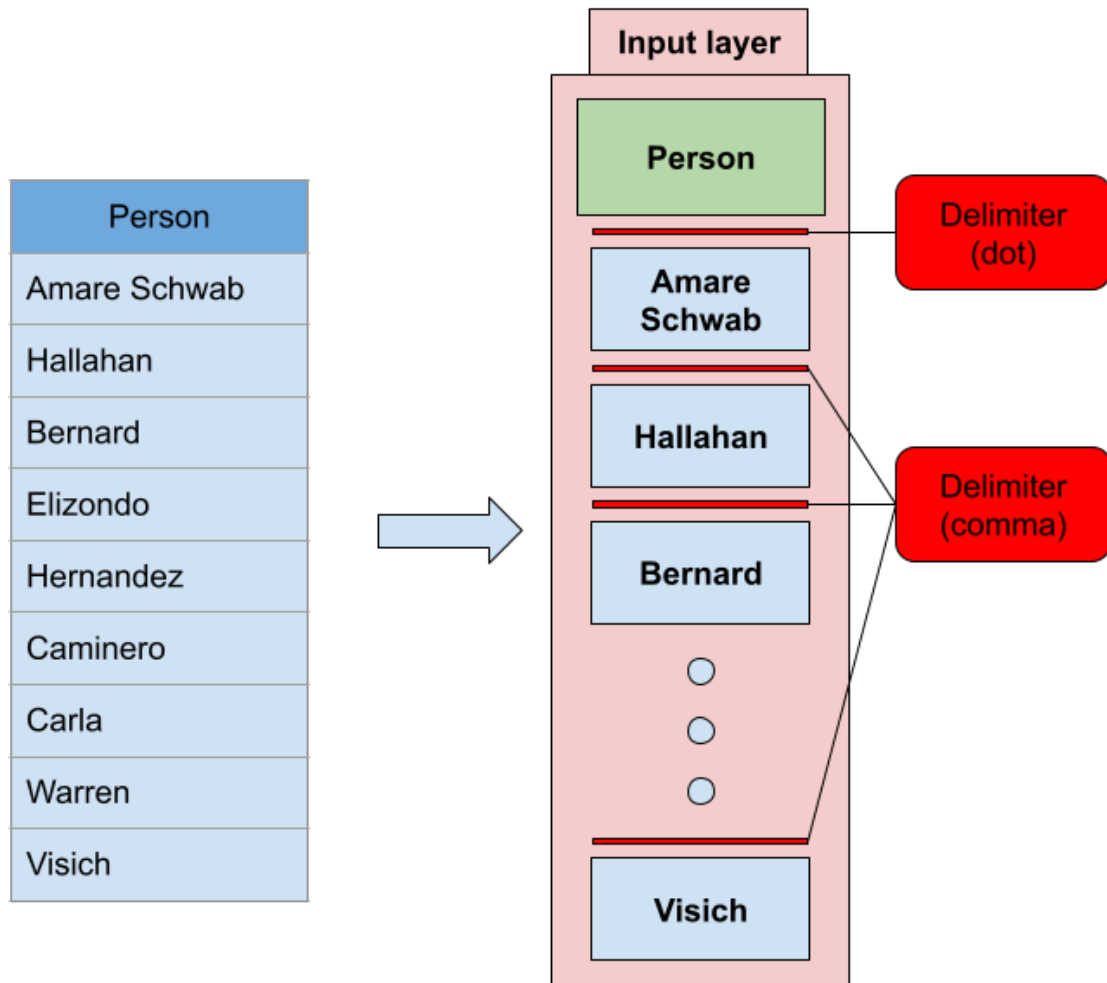 Person
Amare Schwab
Hallahan
Bernard
Elizondo
Hernandez
Caminero
Carla
Warren
Visich
Input layer
Person
Amare
Schwab
Hallahan
Bernard
Visich
Delimiter
(dot)
Delimiter
(comma)